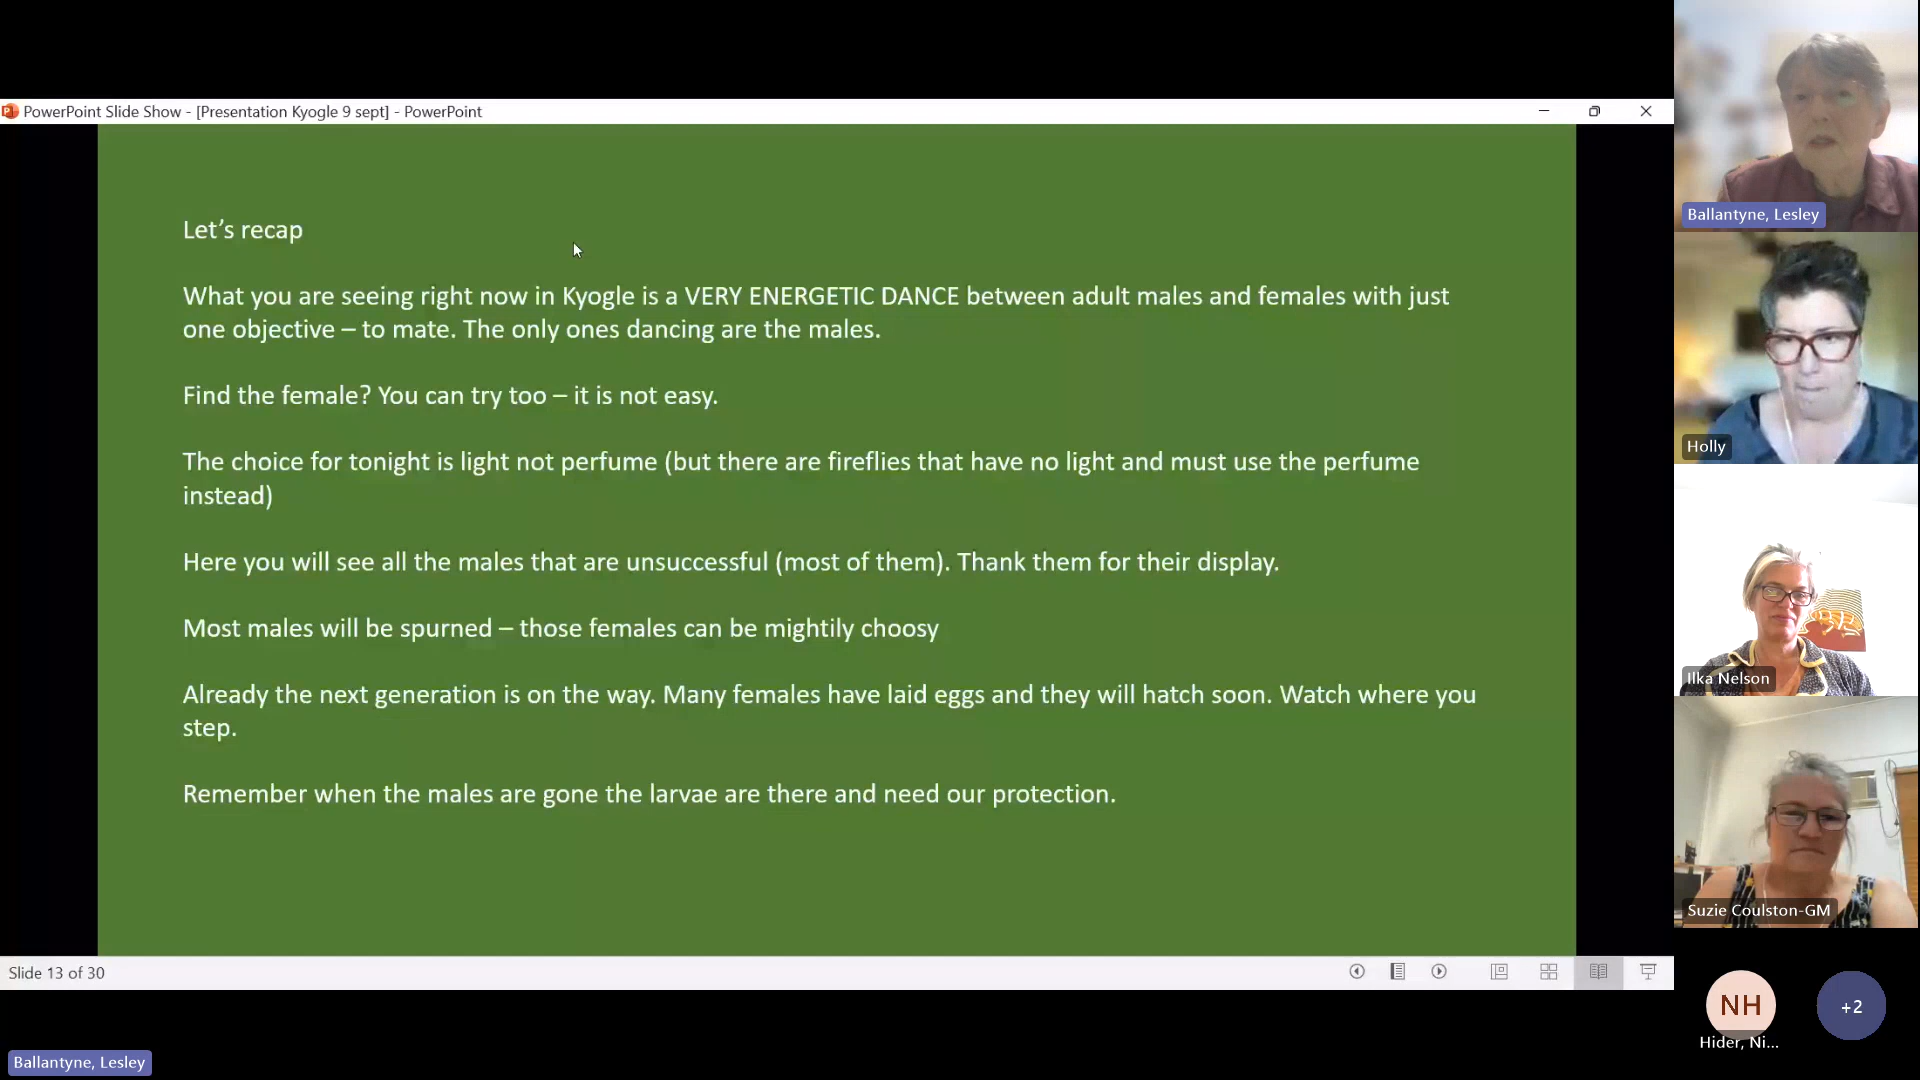 PowerPoint Slide Show - [Presentation Kyogle 9 sept] - PowerPoint
Let’s recap
What you are seeing right now in Kyogle is a VERY ENERGETIC DANCE between adult males and females with just
one objective – to mate. The only ones dancing are the males.
Find the female? You can try too – it is not easy.
The choice for tonight is light not perfume (but there are fireflies that have no light and must use the perfume
instead)
Here you will see all the males that are unsuccessful (most of them). Thank them for their display.
Most males will be spurned – those females can be mightily choosy
Already the next generation is on the way. Many females have laid eggs and they will hatch soon. Watch where you
step.
Remember when the males are gone the larvae are there and need our protection.
Slide 13 of 30
Ballantyne, Lesley
Ballantyne, Lesley
Holly
Ilka Nelson
Suzie Coulston-GM
NH
+2
Hider, Ni...